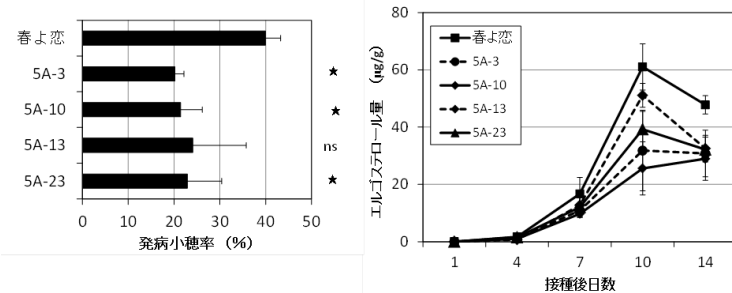 春よ恋
5A-3
★
5A-10
★
5A-13
ns
5A-23
★
0 10 20 30 40 50
発病小穂率（%）
80
60
40
20
0
エルゴステロール量（μg/g）
春よ恋
5A-3
5A-10
5A-13
5A-23
1 4 7 10 14
接種後日数